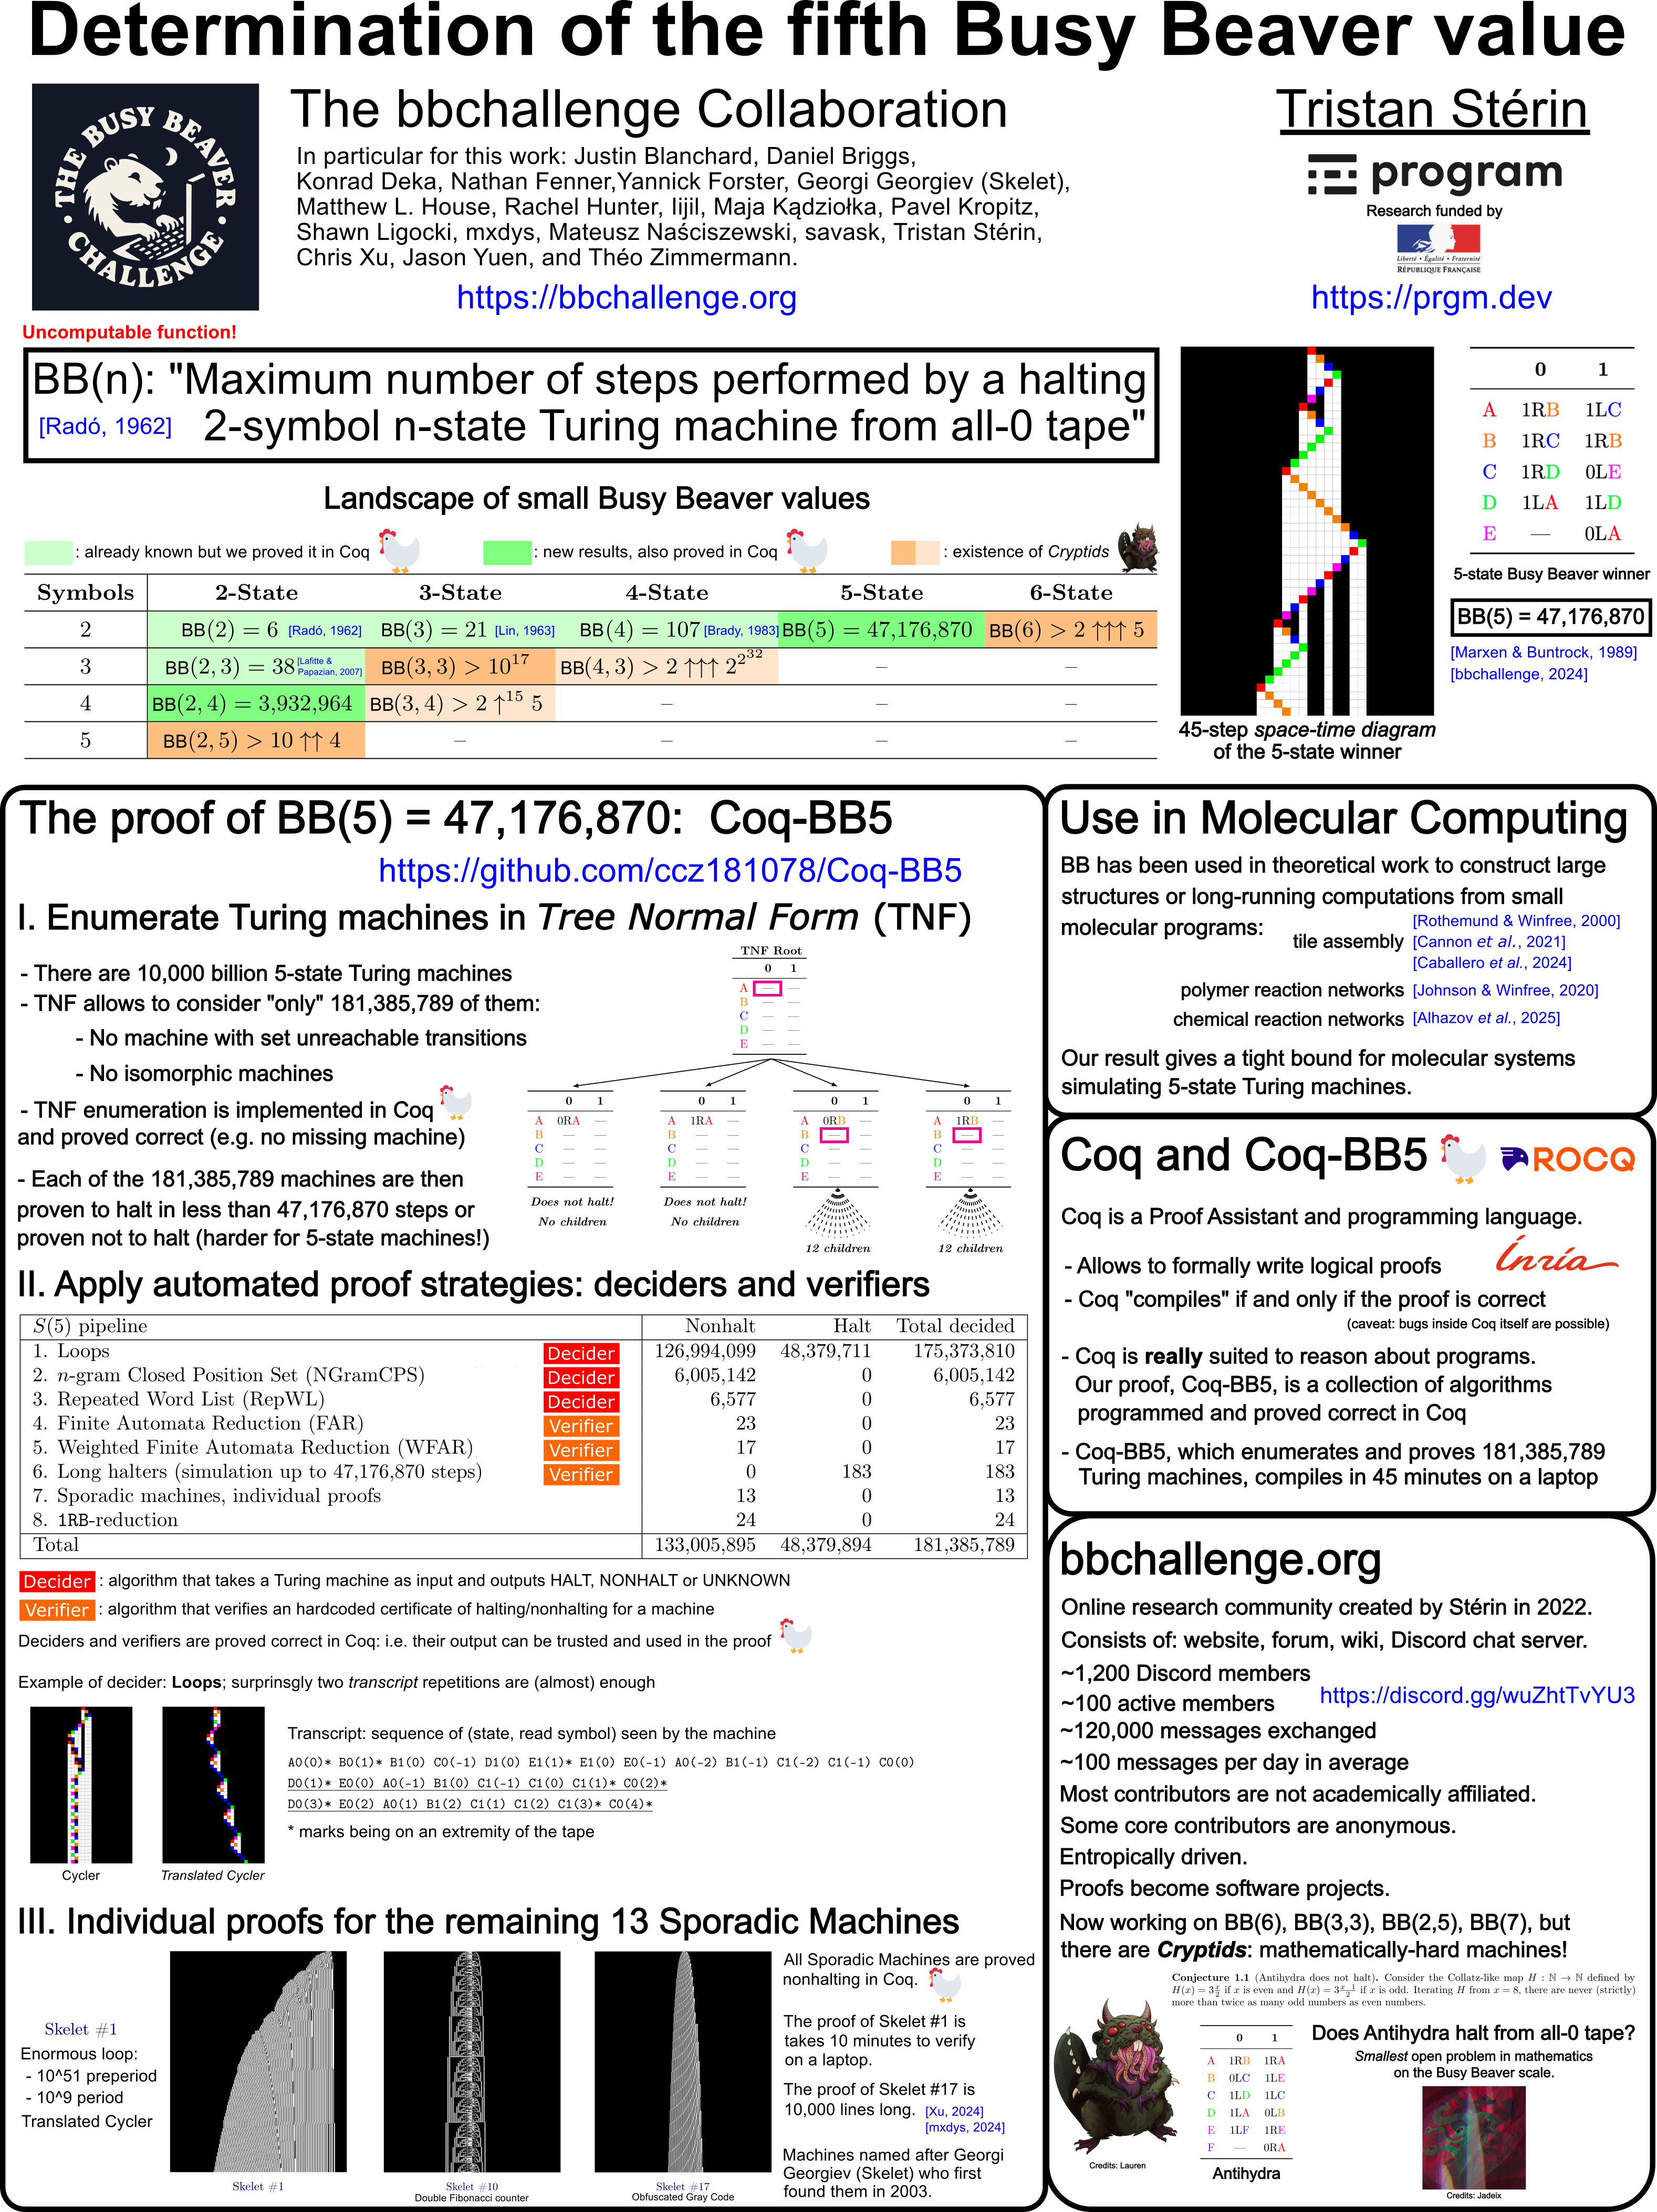 Determination of the fifth Busy Beaver value
THE BUSY BEAVER CHALLENGE
The bbchallenge Collaboration
In particular for this work: Justin Blanchard, Daniel Briggs,
Konrad Deka, Nathan Fenner,Yannick Forster, Georgi Georgiev (Skelet),
Matthew L. House, Rachel Hunter, Iijil, Maja Kądziołka, Pavel Kropitz,
Shawn Ligocki, mxdys, Mateusz Naściszewski, savask, Tristan Stérin,
Chris Xu, Jason Yuen, and Théo Zimmermann.
https://bbchallenge.org
Tristan Stérin
program
Research funded by
Liberté • Égalité • Fraternité
RÉPUBLIQUE FRANÇAISE
https://prgm.dev
Uncomputable function!
BB(n): "Maximum number of steps performed by a halting
[Radó, 1962] 2-symbol n-state Turing machine from all-0 tape"
Landscape of small Busy Beaver values
: already known but we proved it in Coq : new results, also proved in Coq : existence of Cryptids
Symbols 2-State 3-State 4-State 5-State 6-State
2 BB(2) = 6 [Radó, 1962] BB(3) = 21 [Lin, 1963] BB(4) = 107 [Brady, 1983] BB(5) = 47,176,870 BB(6) > 2 ↑↑↑ 5
3 BB(2, 3) = 38 [Lafitte & Papazian, 2007] BB(3, 3) > 10^17 BB(4, 3) > 2 ↑↑↑ 2^2^32 – –
4 BB(2, 4) = 3,932,964 BB(3, 4) > 2 ↑^15 5 – – –
5 BB(2, 5) > 10 ↑↑ 4 – – – –
45-step space-time diagram
of the 5-state winner
0 1
A 1RB 1LC
B 1RC 1RB
C 1RD 0LE
D 1LA 1LD
E — 0LA
5-state Busy Beaver winner
BB(5) = 47,176,870
[Marxen & Buntrock, 1989]
[bbchallenge, 2024]
The proof of BB(5) = 47,176,870: Coq-BB5
https://github.com/ccz181078/Coq-BB5
I. Enumerate Turing machines in Tree Normal Form (TNF)
- There are 10,000 billion 5-state Turing machines
- TNF allows to consider "only" 181,385,789 of them:
- No machine with set unreachable transitions
- No isomorphic machines
- TNF enumeration is implemented in Coq
and proved correct (e.g. no missing machine)
- Each of the 181,385,789 machines are then
proven to halt in less than 47,176,870 steps or
proven not to halt (harder for 5-state machines!)
TNF Root
0 1
A — —
B — —
C — —
D — —
E — —
0 1 0 1 0 1 0 1
A 0RA — A 1RA — A 0RB — A 1RB —
B — — B — — B — — B — —
C — — C — — C — — C — —
D — — D — — D — — D — —
E — — E — — E — — E — —
Does not halt! Does not halt!
No children No children
12 children 12 children
II. Apply automated proof strategies: deciders and verifiers
S(5) pipeline Nonhalt Halt Total decided
1. Loops Decider 126,994,099 48,379,711 175,373,810
2. n-gram Closed Position Set (NGramCPS) Decider 6,005,142 0 6,005,142
3. Repeated Word List (RepWL) Decider 6,577 0 6,577
4. Finite Automata Reduction (FAR) Verifier 23 0 23
5. Weighted Finite Automata Reduction (WFAR) Verifier 17 0 17
6. Long halters (simulation up to 47,176,870 steps) Verifier 0 183 183
7. Sporadic machines, individual proofs 13 0 13
8. 1RB-reduction 24 0 24
Total 133,005,895 48,379,894 181,385,789
Decider : algorithm that takes a Turing machine as input and outputs HALT, NONHALT or UNKNOWN
Verifier : algorithm that verifies an hardcoded certificate of halting/nonhalting for a machine
Deciders and verifiers are proved correct in Coq: i.e. their output can be trusted and used in the proof
Example of decider: Loops; surprinsgly two transcript repetitions are (almost) enough
Transcript: sequence of (state, read symbol) seen by the machine
A0(0)* B0(1)* B1(0) C0(-1) D1(0) E1(1)* E1(0) E0(-1) A0(-2) B1(-1) C1(-2) C1(-1) C0(0)
D0(1)* E0(0) A0(-1) B1(0) C1(-1) C1(0) C1(1)* C0(2)*
D0(3)* E0(2) A0(1) B1(2) C1(1) C1(2) C1(3)* C0(4)*
* marks being on an extremity of the tape
Cycler
Translated Cycler
III. Individual proofs for the remaining 13 Sporadic Machines
Skelet #1
Enormous loop:
- 10^51 preperiod
- 10^9 period
Translated Cycler
Skelet #1
Skelet #10
Double Fibonacci counter
Skelet #17
Obfuscated Gray Code
All Sporadic Machines are proved
nonhalting in Coq.
The proof of Skelet #1 is
takes 10 minutes to verify
on a laptop.
The proof of Skelet #17 is
10,000 lines long. [Xu, 2024]
[mxdys, 2024]
Machines named after Georgi
Georgiev (Skelet) who first
found them in 2003.
Use in Molecular Computing
BB has been used in theoretical work to construct large
structures or long-running computations from small
molecular programs:
tile assembly [Rothemund & Winfree, 2000]
[Cannon et al., 2021]
[Caballero et al., 2024]
polymer reaction networks [Johnson & Winfree, 2020]
chemical reaction networks [Alhazov et al., 2025]
Our result gives a tight bound for molecular systems
simulating 5-state Turing machines.
Coq and Coq-BB5 ROCQ
Coq is a Proof Assistant and programming language.
- Allows to formally write logical proofs Inria
- Coq "compiles" if and only if the proof is correct
(caveat: bugs inside Coq itself are possible)
- Coq is really suited to reason about programs.
Our proof, Coq-BB5, is a collection of algorithms
programmed and proved correct in Coq
- Coq-BB5, which enumerates and proves 181,385,789
Turing machines, compiles in 45 minutes on a laptop
bbchallenge.org
Online research community created by Stérin in 2022.
Consists of: website, forum, wiki, Discord chat server.
~1,200 Discord members
~100 active members https://discord.gg/wuZhtTvYU3
~120,000 messages exchanged
~100 messages per day in average
Most contributors are not academically affiliated.
Some core contributors are anonymous.
Entropically driven.
Proofs become software projects.
Now working on BB(6), BB(3,3), BB(2,5), BB(7), but
there are Cryptids: mathematically-hard machines!
Conjecture 1.1 (Antihydra does not halt). Consider the Collatz-like map H : ℕ → ℕ defined by
H(x) = 3 x/2 if x is even and H(x) = 3 (x−1)/2 if x is odd. Iterating H from x = 8, there are never (strictly)
more than twice as many odd numbers as even numbers.
Credits: Lauren
0 1
A 1RB 1RA
B 0LC 1LE
C 1LD 1LC
D 1LA 0LB
E 1LF 1RE
F — 0RA
Antihydra
Does Antihydra halt from all-0 tape?
Smallest open problem in mathematics
on the Busy Beaver scale.
Credits: Jadeix